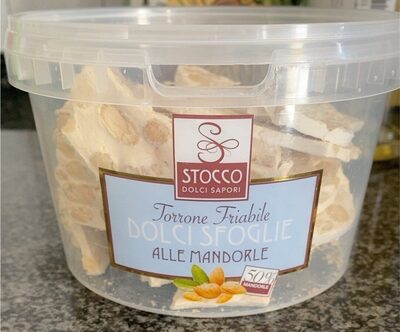 STOCCO
DOLCI SAPORI
Torrone Friabile
DOLCI SFOGLIE
ALLE MANDORLE
50%
MANDORLE